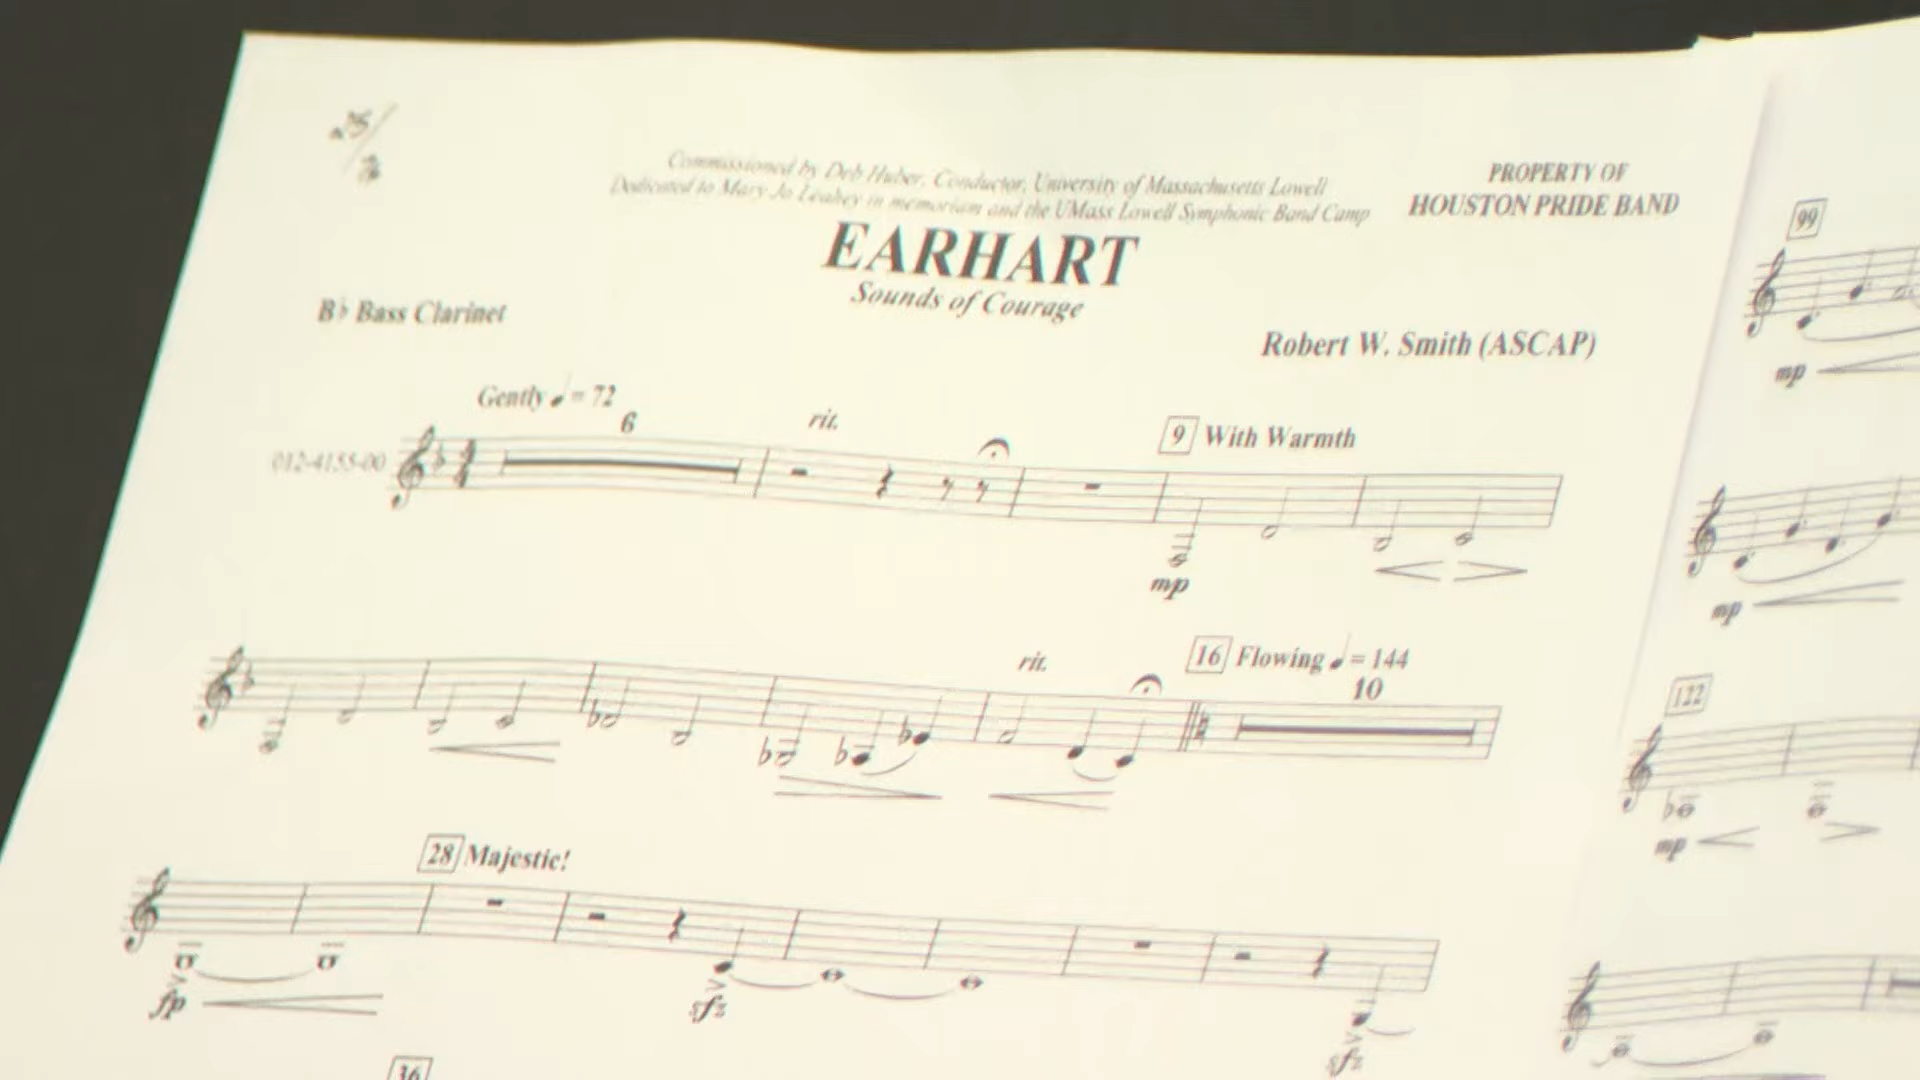 Commissioned by Deb Huber, Conductor, University of Massachusetts Lowell
Dedicated to Mary Jo Leahey in memoriam and the UMass Lowell Symphonic Band Camp
PROPERTY OF
HOUSTON PRIDE BAND
EARHART
Sounds of Courage
B♭ Bass Clarinet
Robert W. Smith (ASCAP)
Gently ♩ = 72
6
rit.
9 With Warmth
012-4155-00
mp
rit.
16 Flowing ♩ = 144
10
28 Majestic!
fp
sfz
sfz
36
99
mp
mp
122
mp